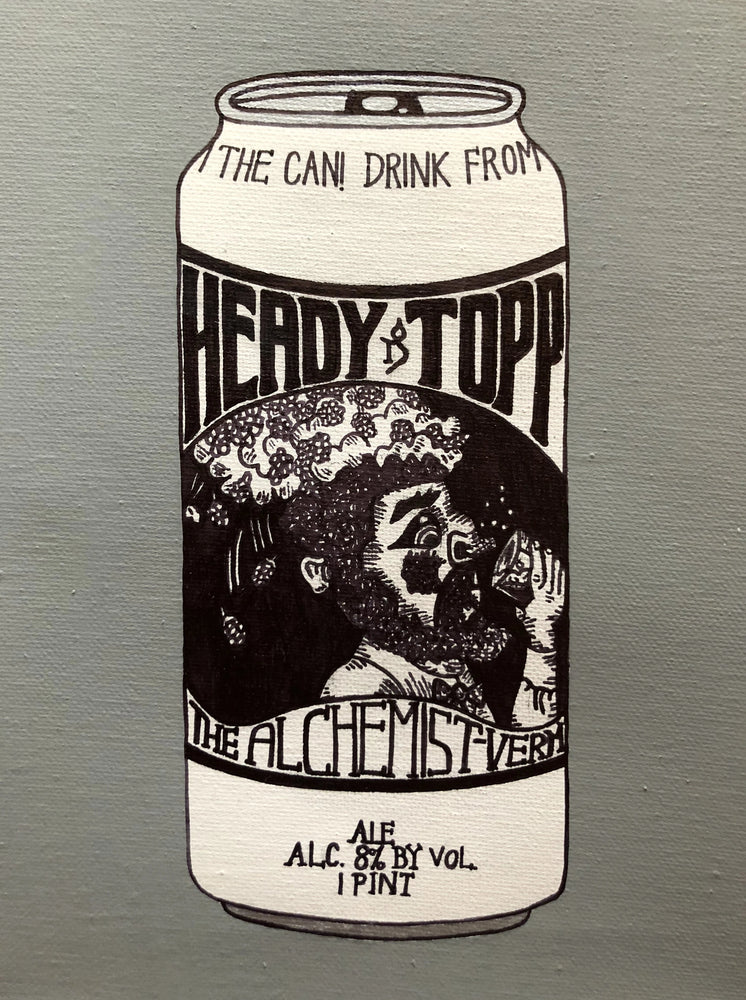 THE CAN! DRINK FROM
HEADY TOPP
THE ALCHEMIST-VERM
ALE
ALC. 8% BY VOL.
1 PINT